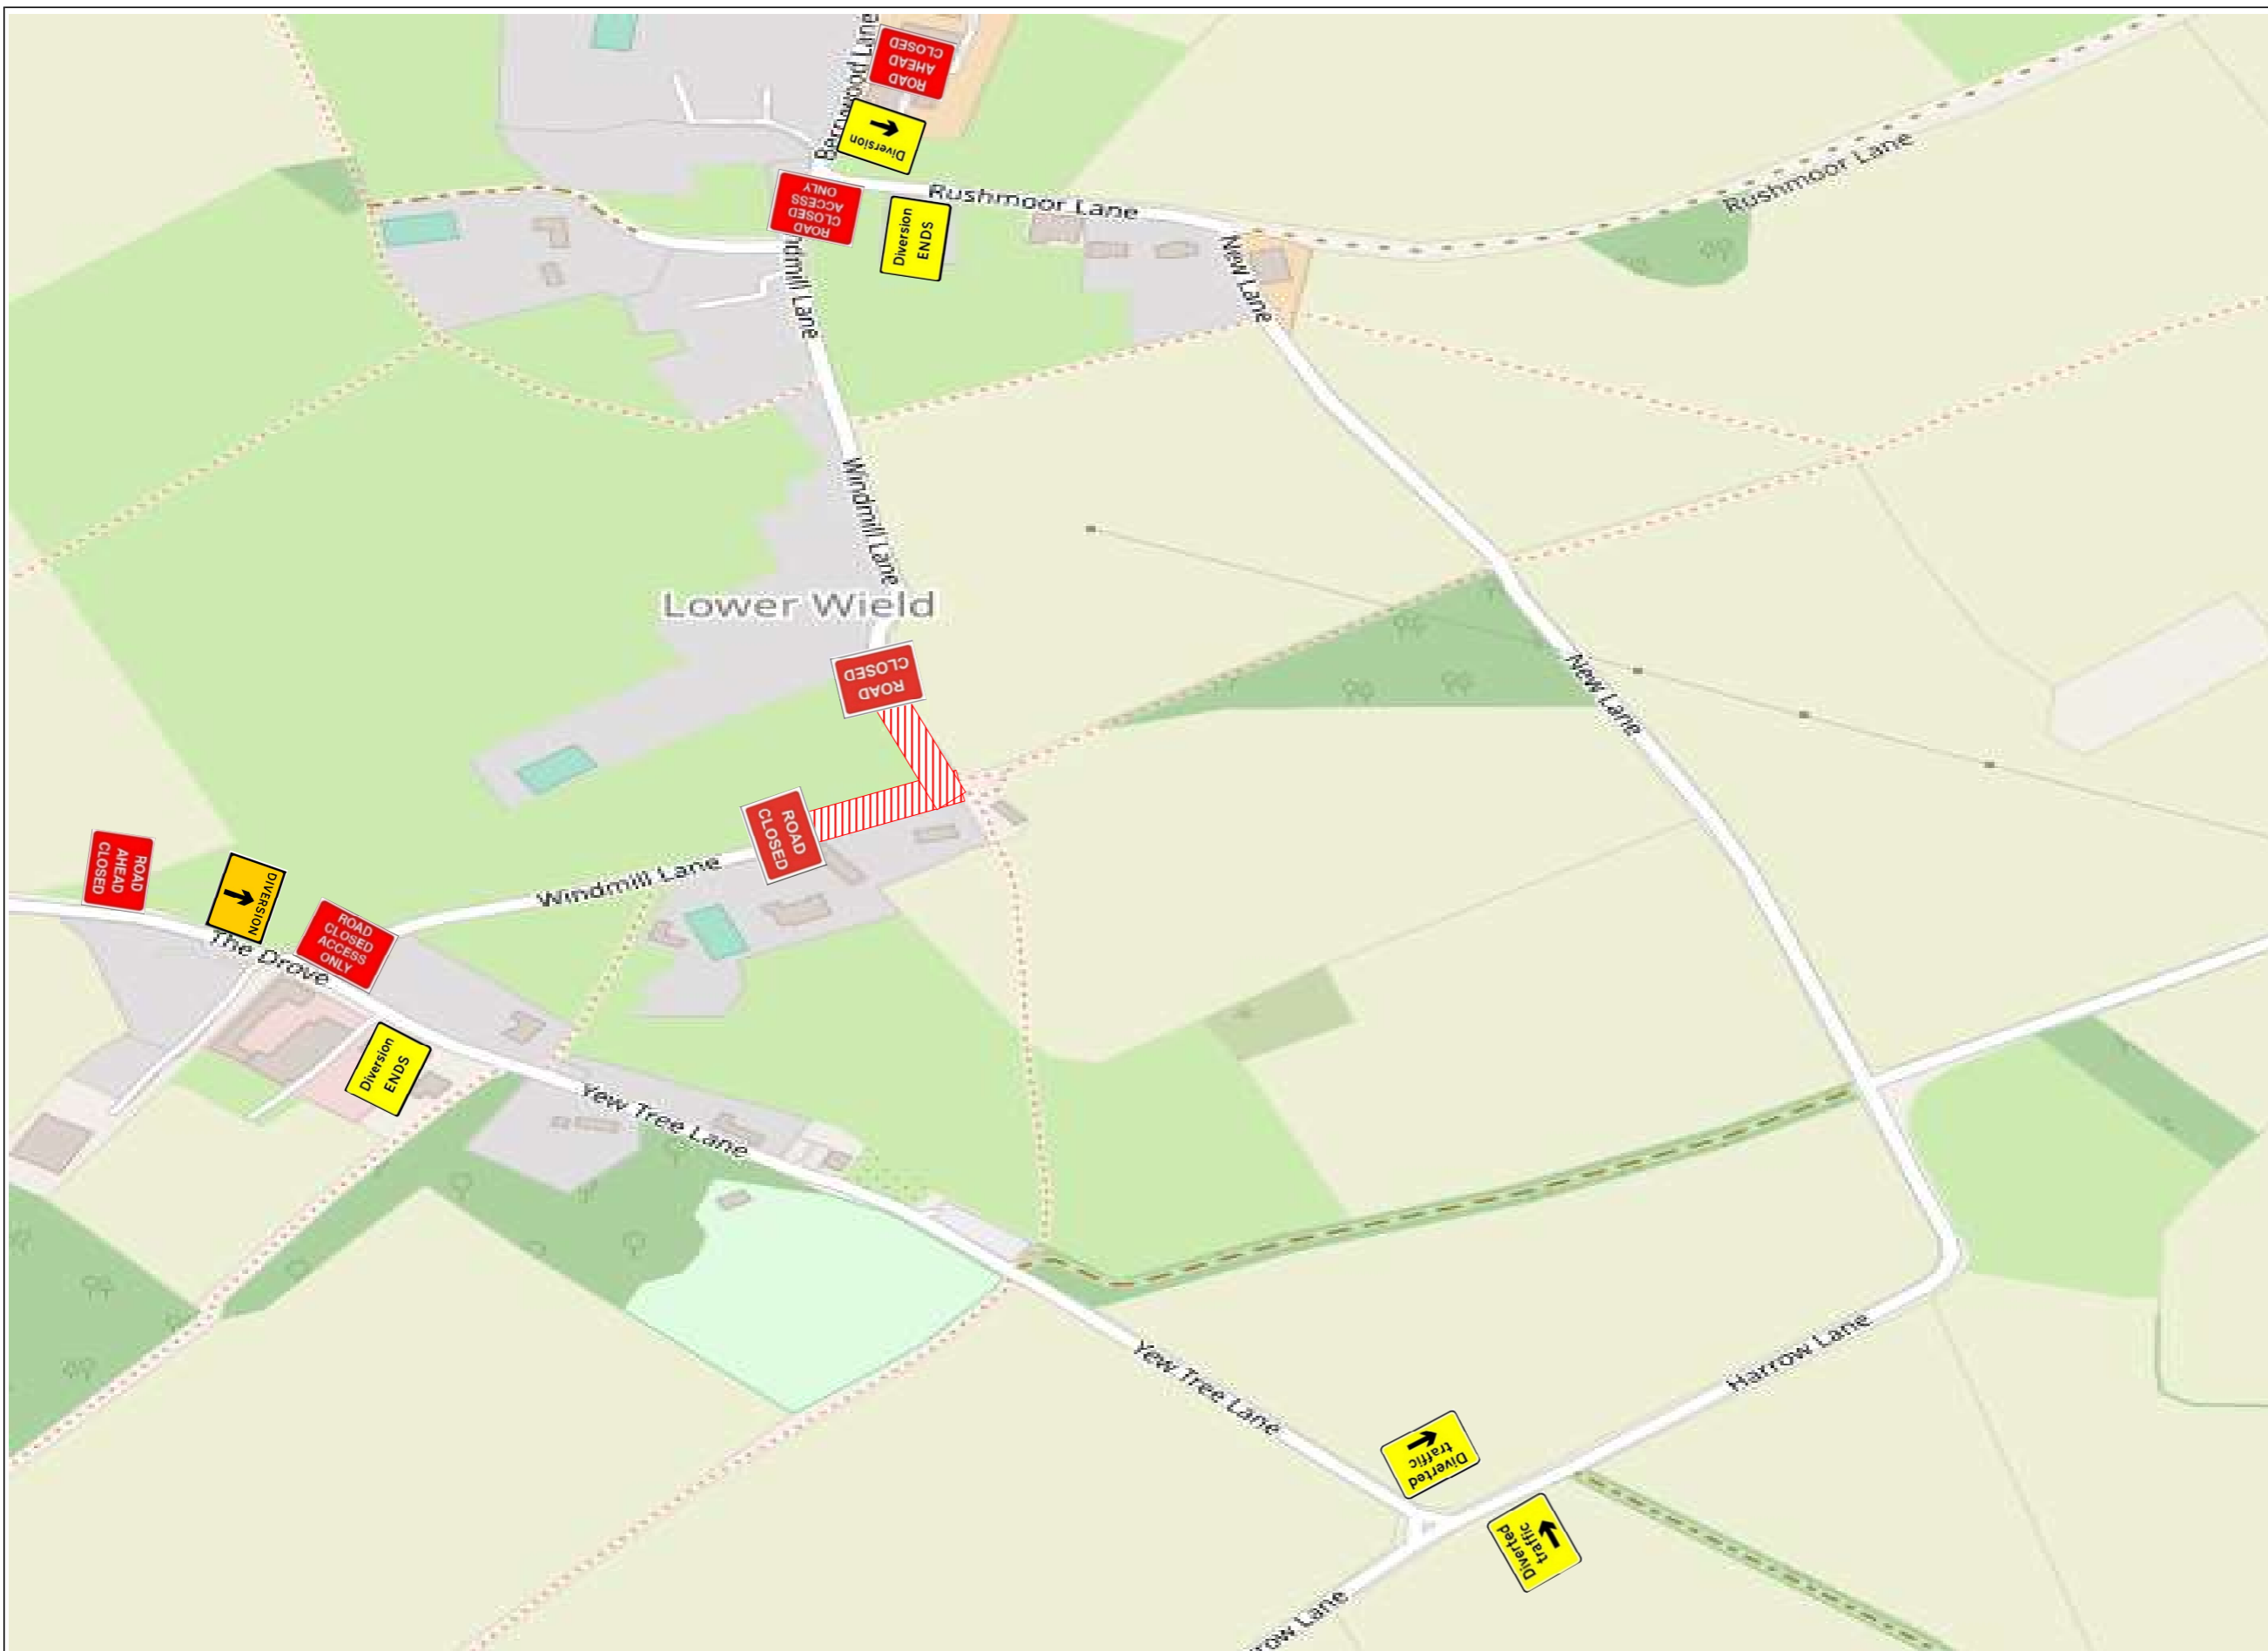 Berrywood Lane
ROAD
AHEAD
CLOSED
Diversion
ROAD
CLOSED
ACCESS
ONLY
Rushmoor Lane
Rushmoor Lane
Diversion
ENDS
New Lane
Windmill Lane
Lower Wield
ROAD
CLOSED
New Lane
ROAD
CLOSED
Windmill Lane
ROAD
AHEAD
CLOSED
DIVERSION
The Drove
ROAD
CLOSED
ACCESS
ONLY
Diversion
ENDS
Yew Tree Lane
Yew Tree Lane
Harrow Lane
Diverted
traffic
Diverted
traffic
row Lane